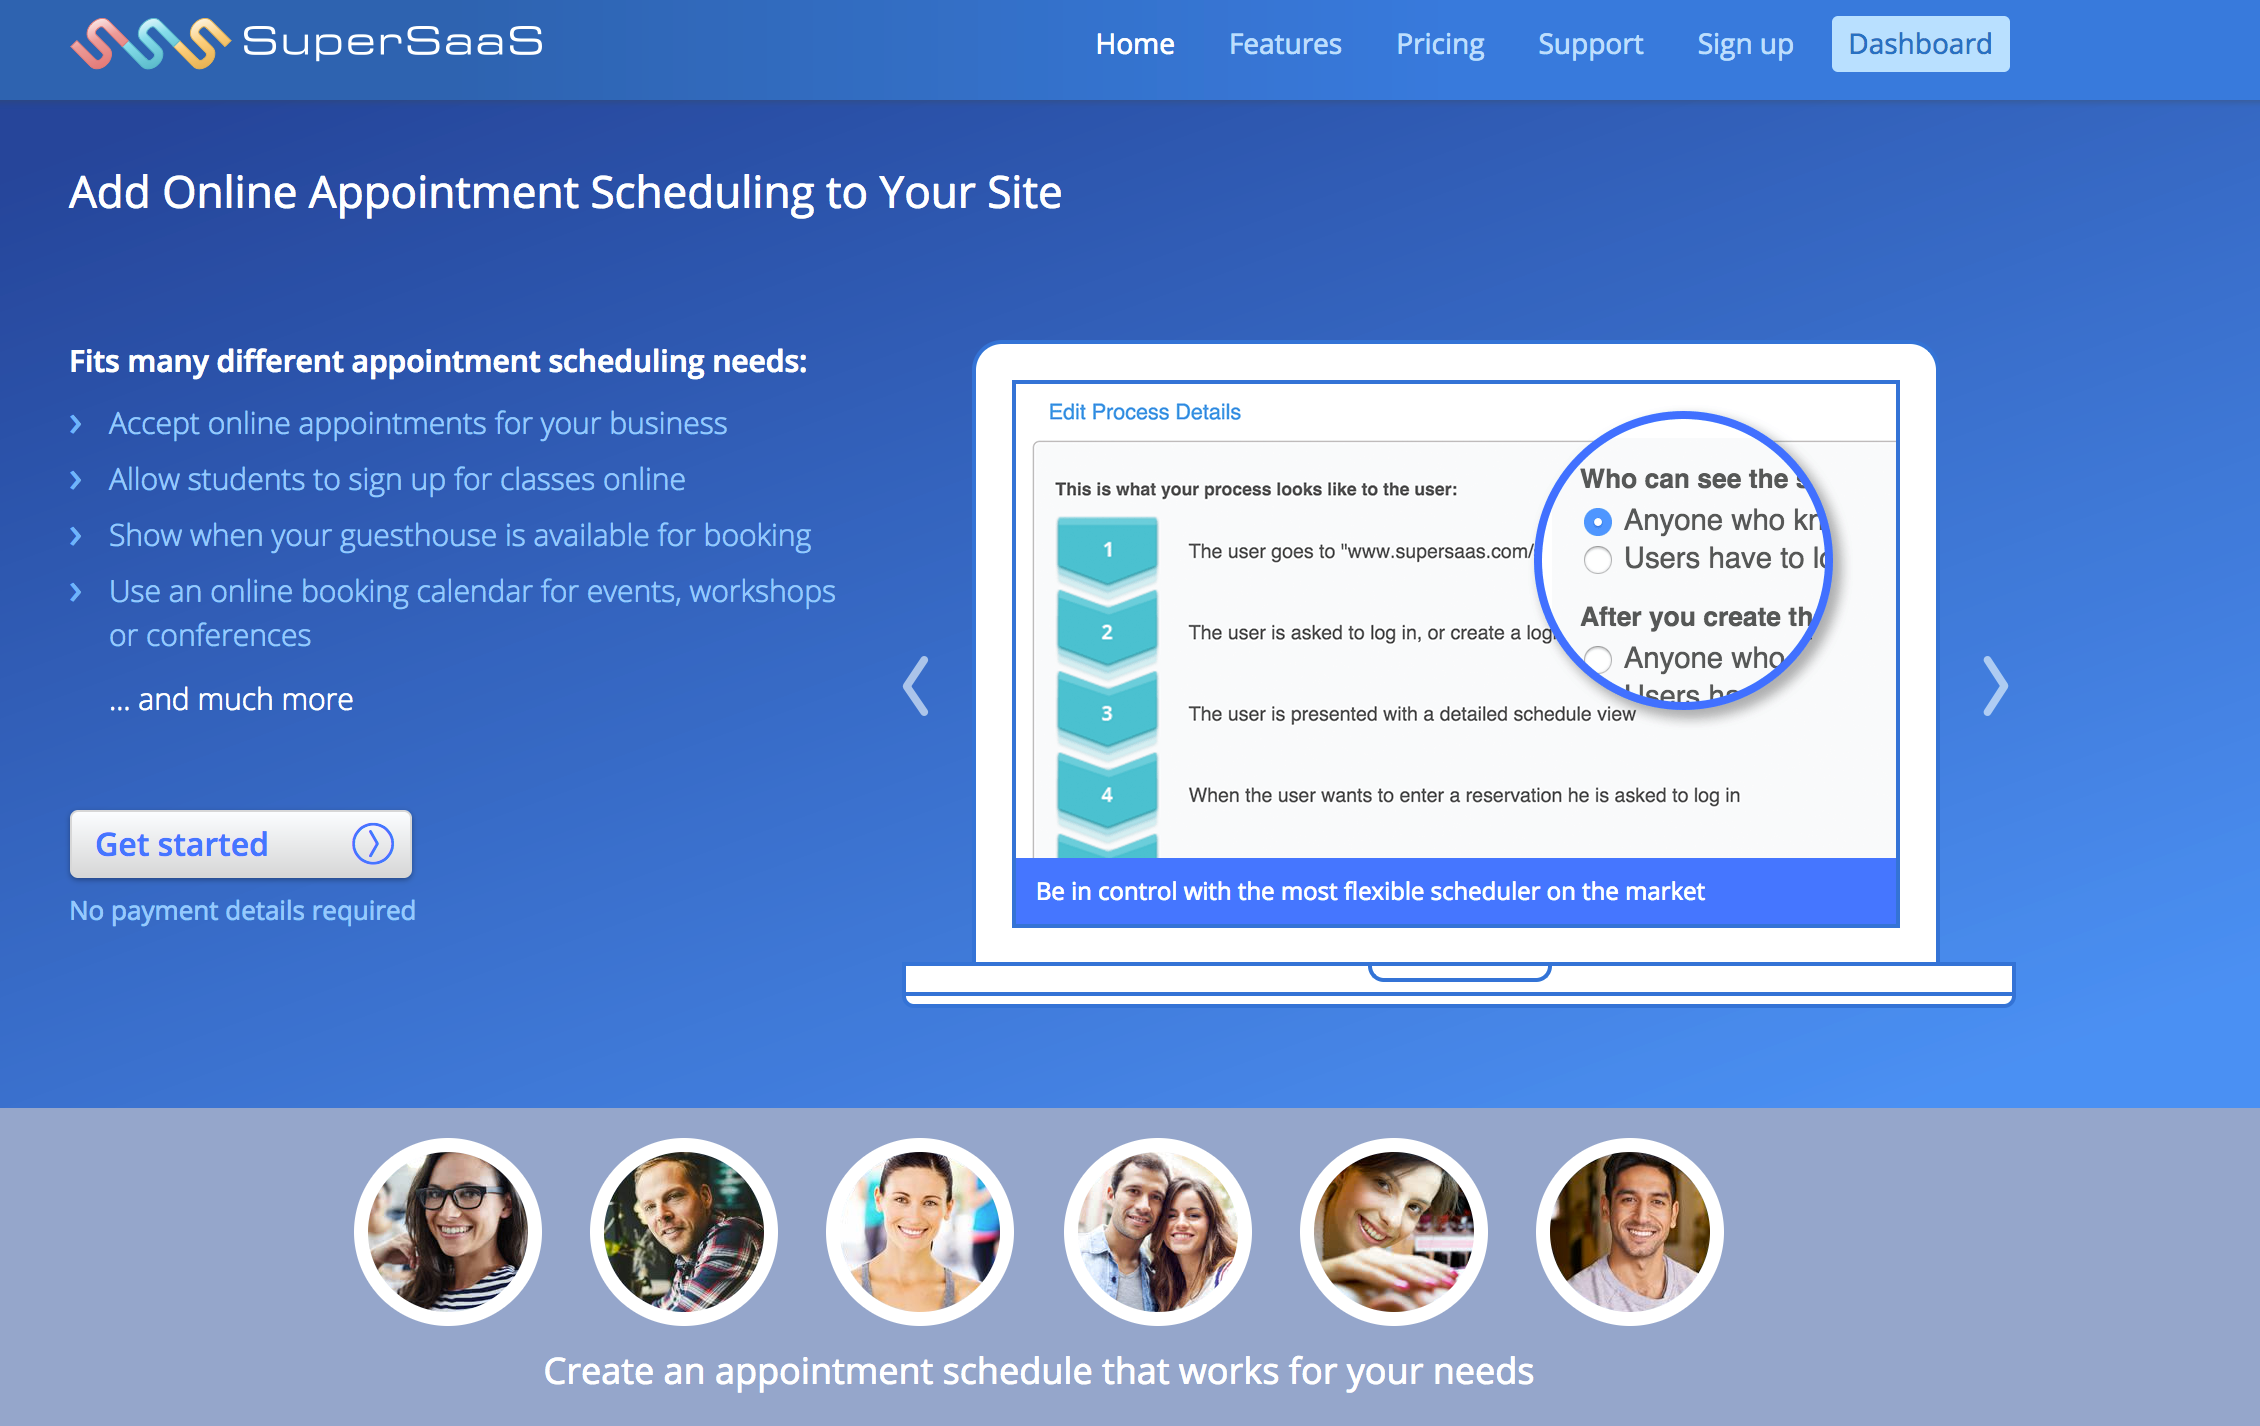 SuperSaaS
Home Features Pricing Support Sign up Dashboard
Add Online Appointment Scheduling to Your Site
Fits many different appointment scheduling needs:
Accept online appointments for your business
Allow students to sign up for classes online
Show when your guesthouse is available for booking
Use an online booking calendar for events, workshops
or conferences
... and much more
Get started
No payment details required
Edit Process Details
This is what your process looks like to the user:
1 The user goes to "www.supersaas.com/
2 The user is asked to log in, or create a
3 The user is presented with a detailed schedule view
4 When the user wants to enter a reservation he is asked to log in
Who can see the
Anyone who
Users have to
After you create
Anyone who
Users
Be in control with the most flexible scheduler on the market
Create an appointment schedule that works for your needs